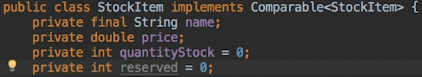 public class StockItem implements Comparable<StockItem> {
    private final String name;
    private double price;
    private int quantityStock = 0;
    private int reserved = 0;